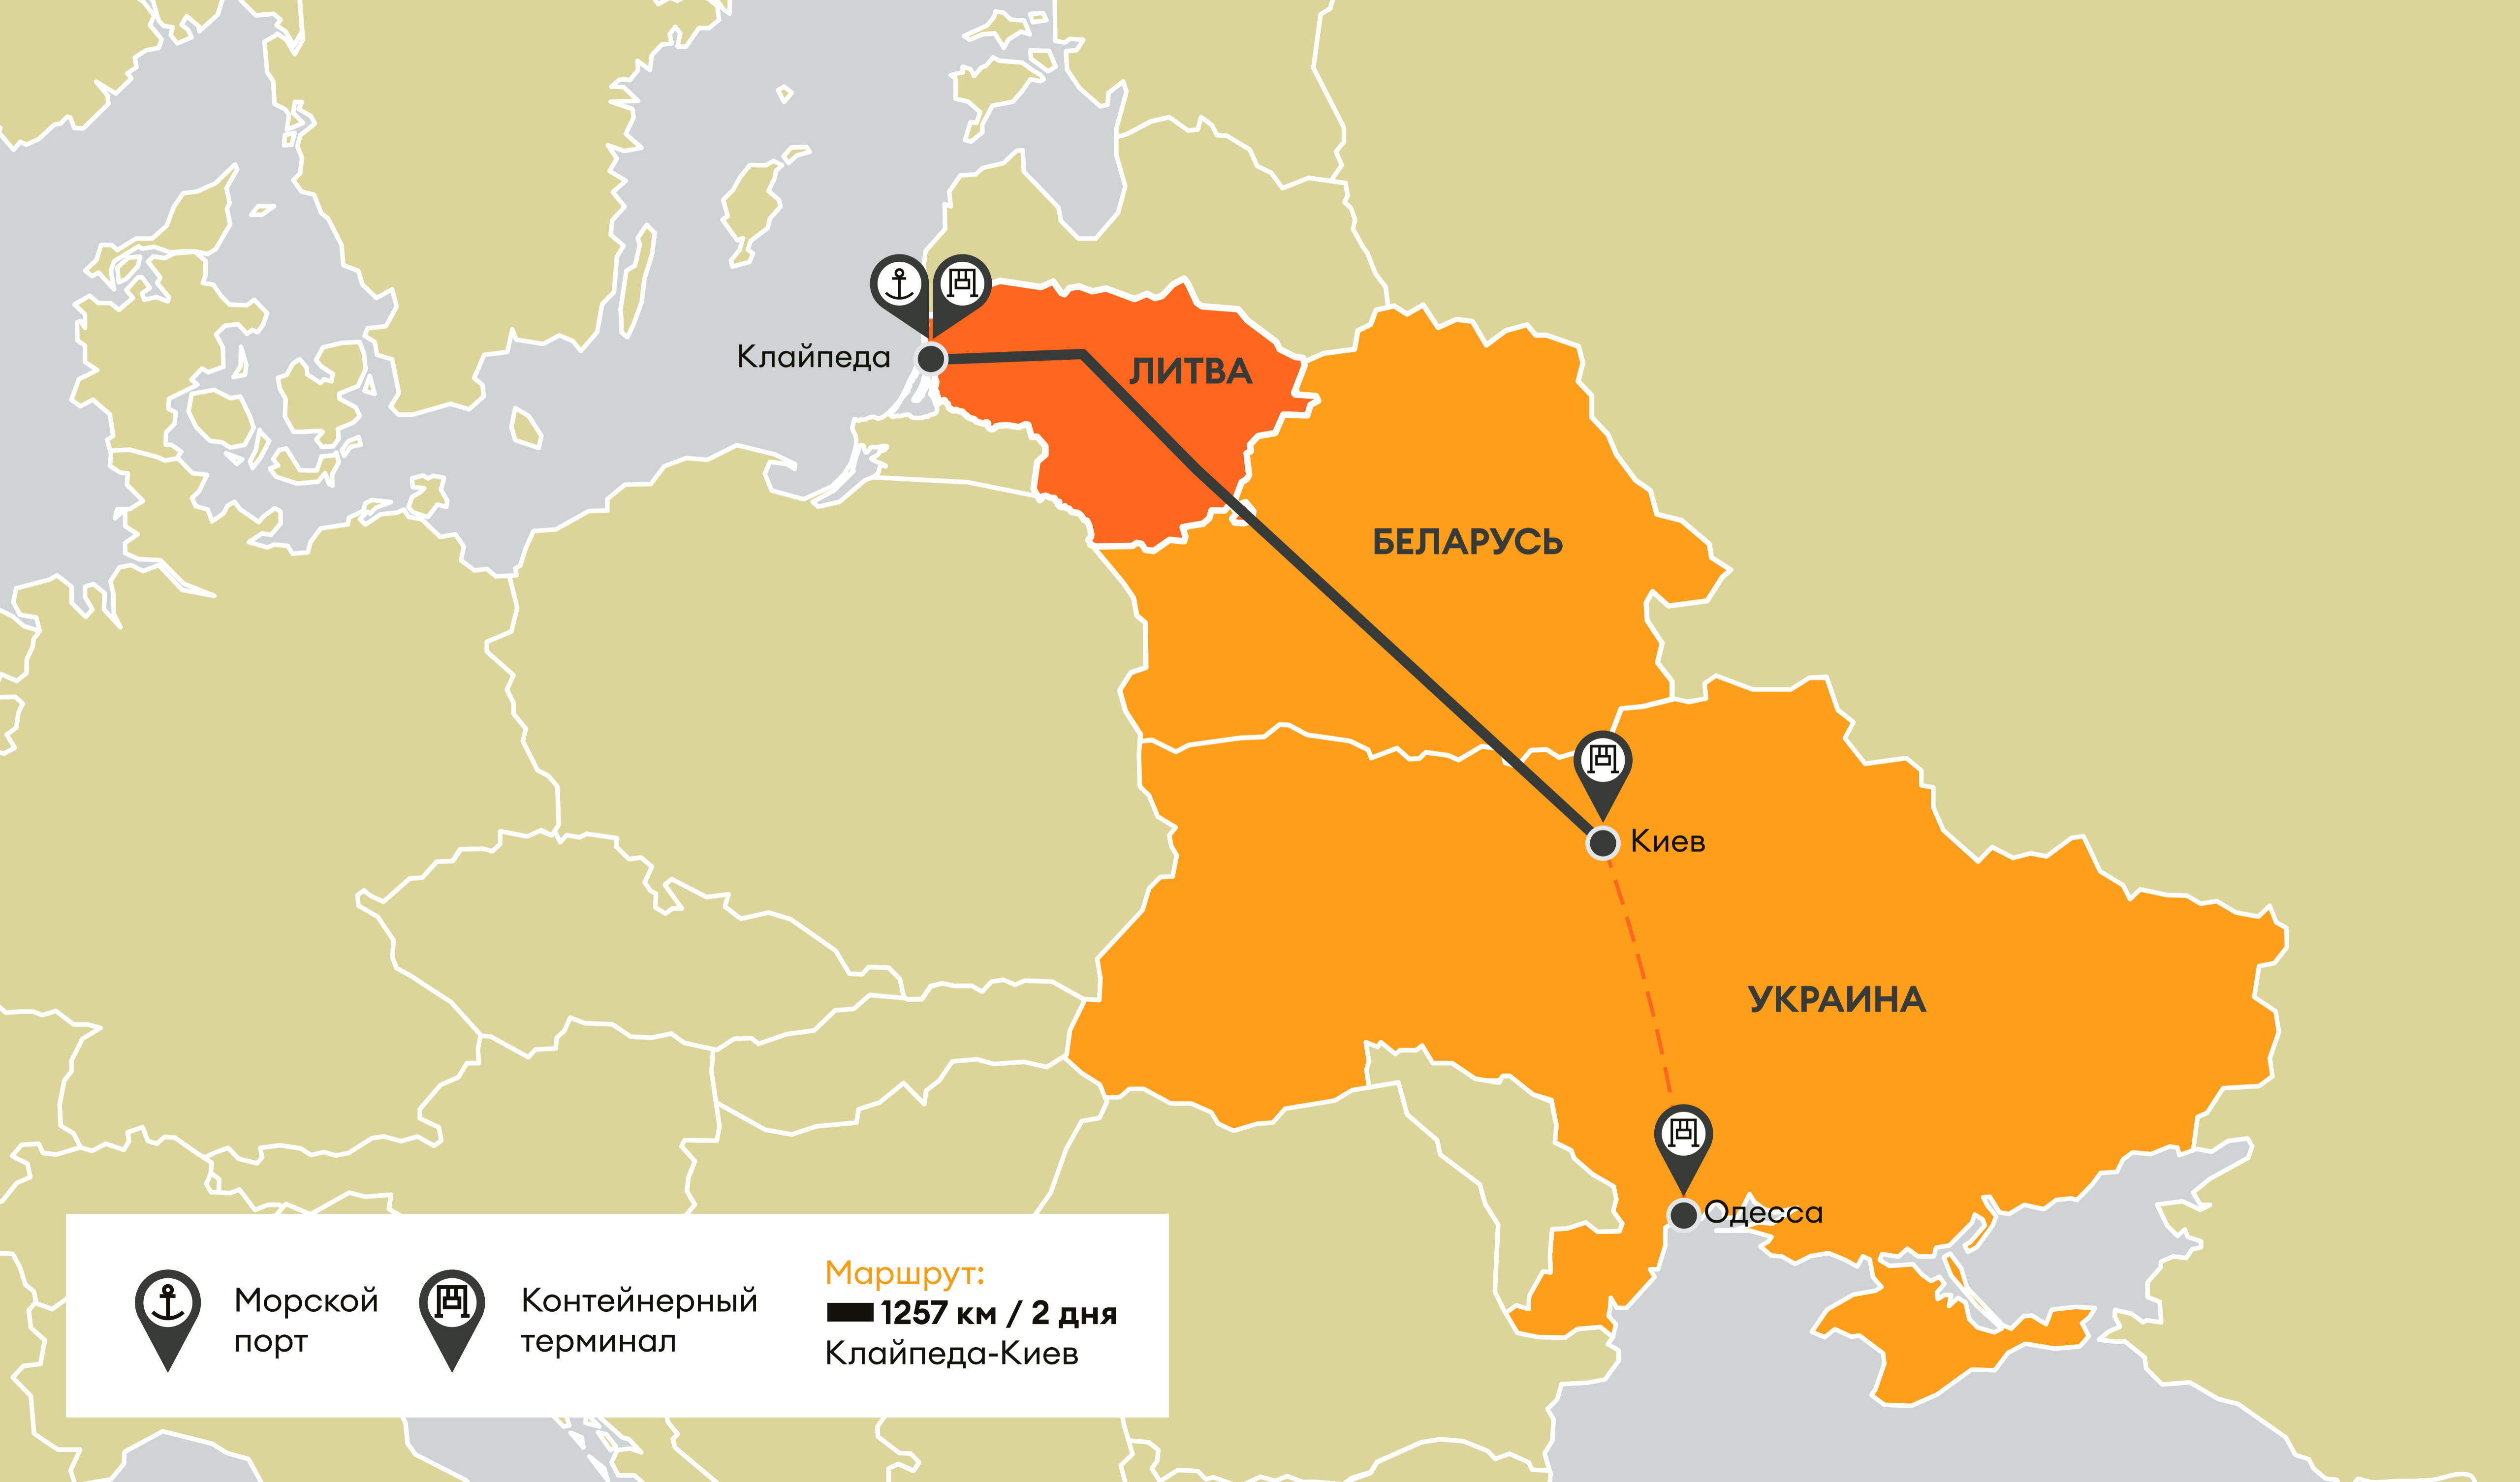 Клайпеда
ЛИТВА
БЕЛАРУСЬ
Киев
УКРАИНА
Одесса
Морской
порт
Контейнерный
терминал
Маршрут:
1257 км / 2 дня
Клайпеда-Киев